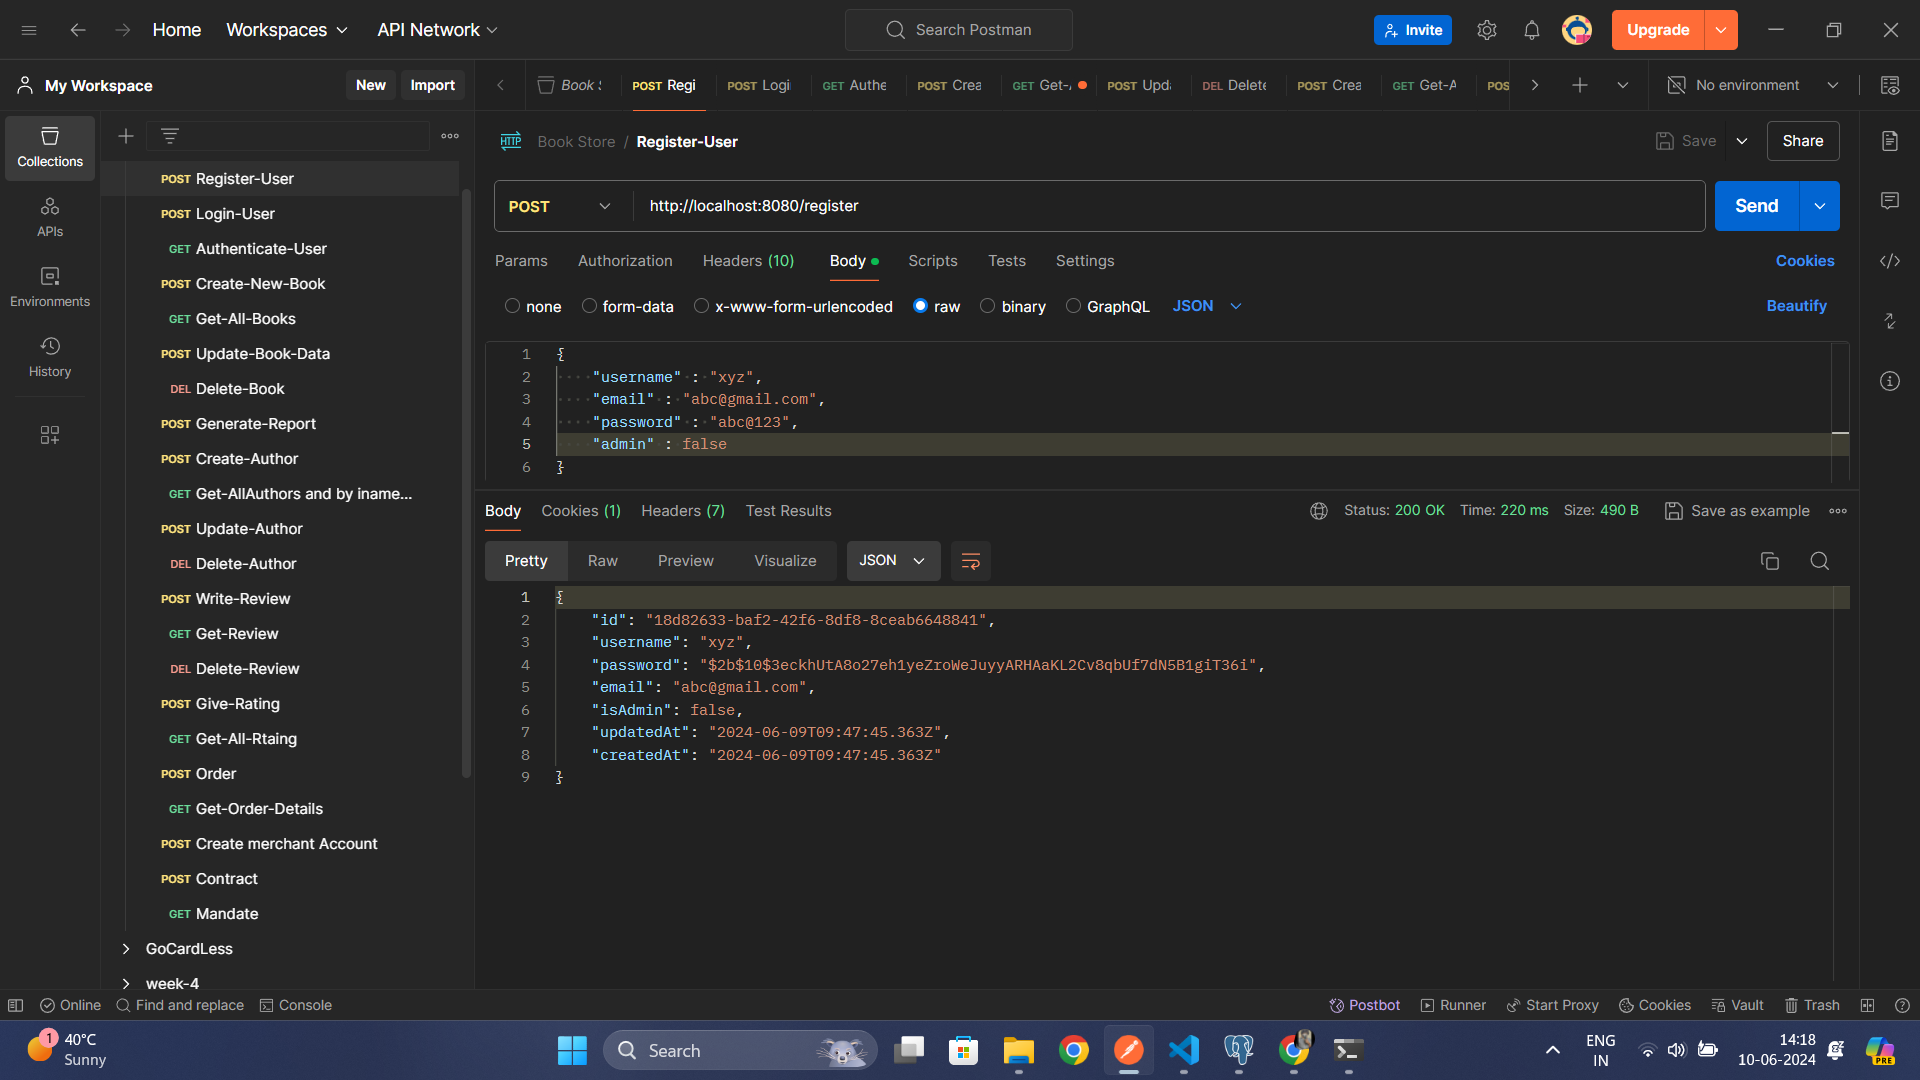 Home
Workspaces
API Network
Search Postman
Invite
Upgrade
My Workspace
New
Import
Book S
POST Regi
POST Logi
GET Authe
POST Crea
GET Get-A
POST Upda
DEL Delete
POST Crea
GET Get-A
POS
No environment
Collections
APIs
Environments
History
POST Register-User
POST Login-User
GET Authenticate-User
POST Create-New-Book
GET Get-All-Books
POST Update-Book-Data
DEL Delete-Book
POST Generate-Report
POST Create-Author
GET Get-AllAuthors and by iname...
POST Update-Author
DEL Delete-Author
POST Write-Review
GET Get-Review
DEL Delete-Review
POST Give-Rating
GET Get-All-Rtaing
POST Order
GET Get-Order-Details
POST Create merchant Account
POST Contract
GET Mandate
GoCardLess
week-4
HTTP Book Store / Register-User
Save
Share
POST
http://localhost:8080/register
Send
Params
Authorization
Headers (10)
Body
Scripts
Tests
Settings
Cookies
none
form-data
x-www-form-urlencoded
raw
binary
GraphQL
JSON
Beautify
1 {
2 "username" : "xyz",
3 "email" : "abc@gmail.com",
4 "password" : "abc@123",
5 "admin" : false
6 }
Body
Cookies (1)
Headers (7)
Test Results
Status: 200 OK
Time: 220 ms
Size: 490 B
Save as example
Pretty
Raw
Preview
Visualize
JSON
1 {
2 "id": "18d82633-baf2-42f6-8df8-8ceab6648841",
3 "username": "xyz",
4 "password": "$2b$10$3eckhUtA8o27eh1yeZroWeJuyyARHAaKL2Cv8qbUf7dN5B1giT36i",
5 "email": "abc@gmail.com",
6 "isAdmin": false,
7 "updatedAt": "2024-06-09T09:47:45.363Z",
8 "createdAt": "2024-06-09T09:47:45.363Z"
9 }
Online
Find and replace
Console
Postbot
Runner
Start Proxy
Cookies
Vault
Trash
1
40°C
Sunny
Search
ENG
IN
14:18
10-06-2024
PRE